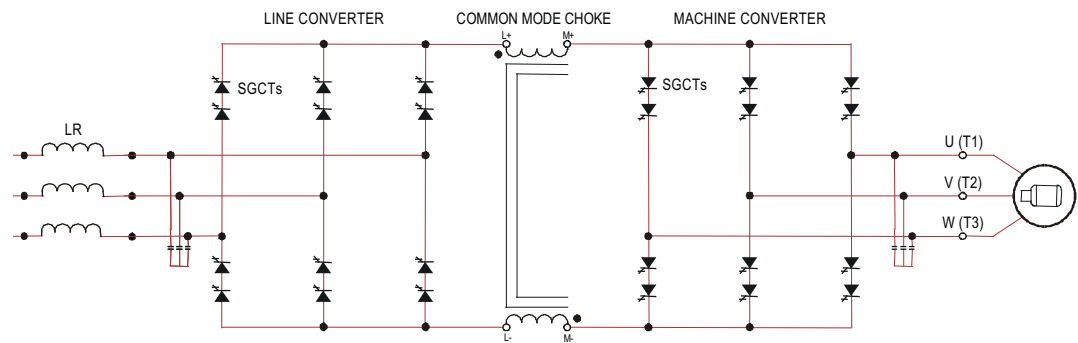 LINE CONVERTER
COMMON MODE CHOKE
MACHINE CONVERTER
L+
M+
SGCTs
SGCTs
LR
U (T1)
V (T2)
W (T3)
L-
M-